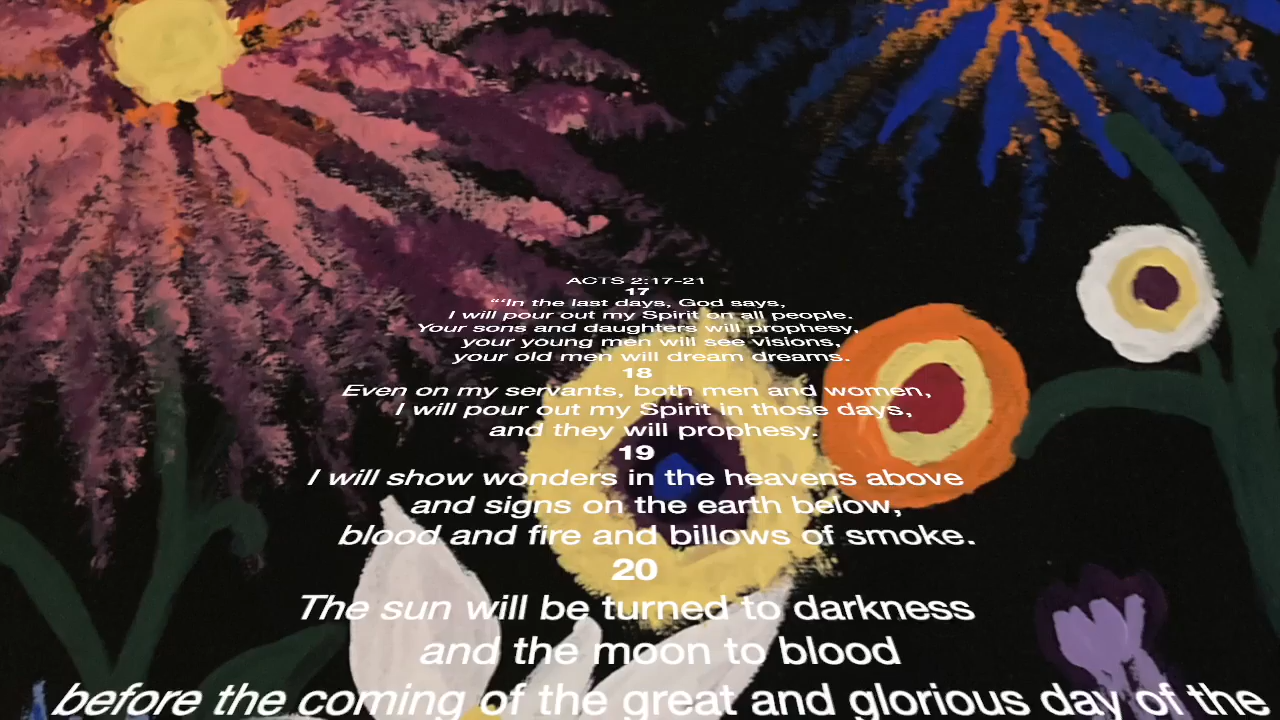 ACTS 2:17-21
17
“‘In the last days, God says,
I will pour out my Spirit on all people.
Your sons and daughters will prophesy,
your young men will see visions,
your old men will dream dreams.
18
Even on my servants, both men and women,
I will pour out my Spirit in those days,
and they will prophesy.
19
I will show wonders in the heavens above
and signs on the earth below,
blood and fire and billows of smoke.
20
The sun will be turned to darkness
and the moon to blood
before the coming of the great and glorious day of the